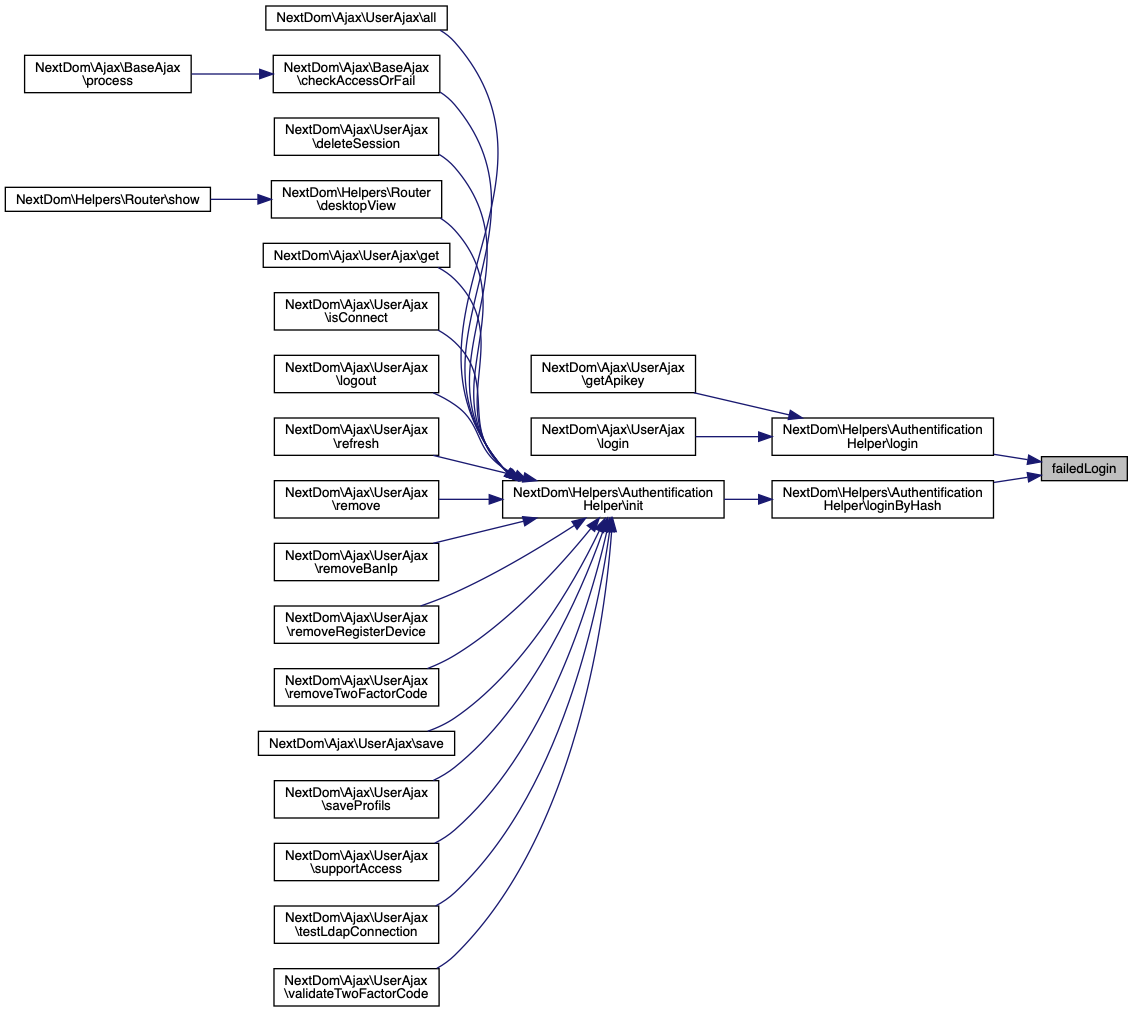 NextDom\Ajax\UserAjax\all
NextDom\Ajax\BaseAjax
\process
NextDom\Ajax\BaseAjax
\checkAccessOrFail
NextDom\Ajax\UserAjax
\deleteSession
NextDom\Helpers\Router\show
NextDom\Helpers\Router
\desktopView
NextDom\Ajax\UserAjax\get
NextDom\Ajax\UserAjax
\isConnect
NextDom\Ajax\UserAjax
\logout
NextDom\Ajax\UserAjax
\refresh
NextDom\Ajax\UserAjax
\remove
NextDom\Ajax\UserAjax
\removeBanIp
NextDom\Ajax\UserAjax
\removeRegisterDevice
NextDom\Ajax\UserAjax
\removeTwoFactorCode
NextDom\Ajax\UserAjax\save
NextDom\Ajax\UserAjax
\saveProfils
NextDom\Ajax\UserAjax
\supportAccess
NextDom\Ajax\UserAjax
\testLdapConnection
NextDom\Ajax\UserAjax
\validateTwoFactorCode
NextDom\Ajax\UserAjax
\getApikey
NextDom\Ajax\UserAjax
\login
NextDom\Helpers\Authentification
Helper\init
NextDom\Helpers\Authentification
Helper\login
NextDom\Helpers\Authentification
Helper\loginByHash
failedLogin